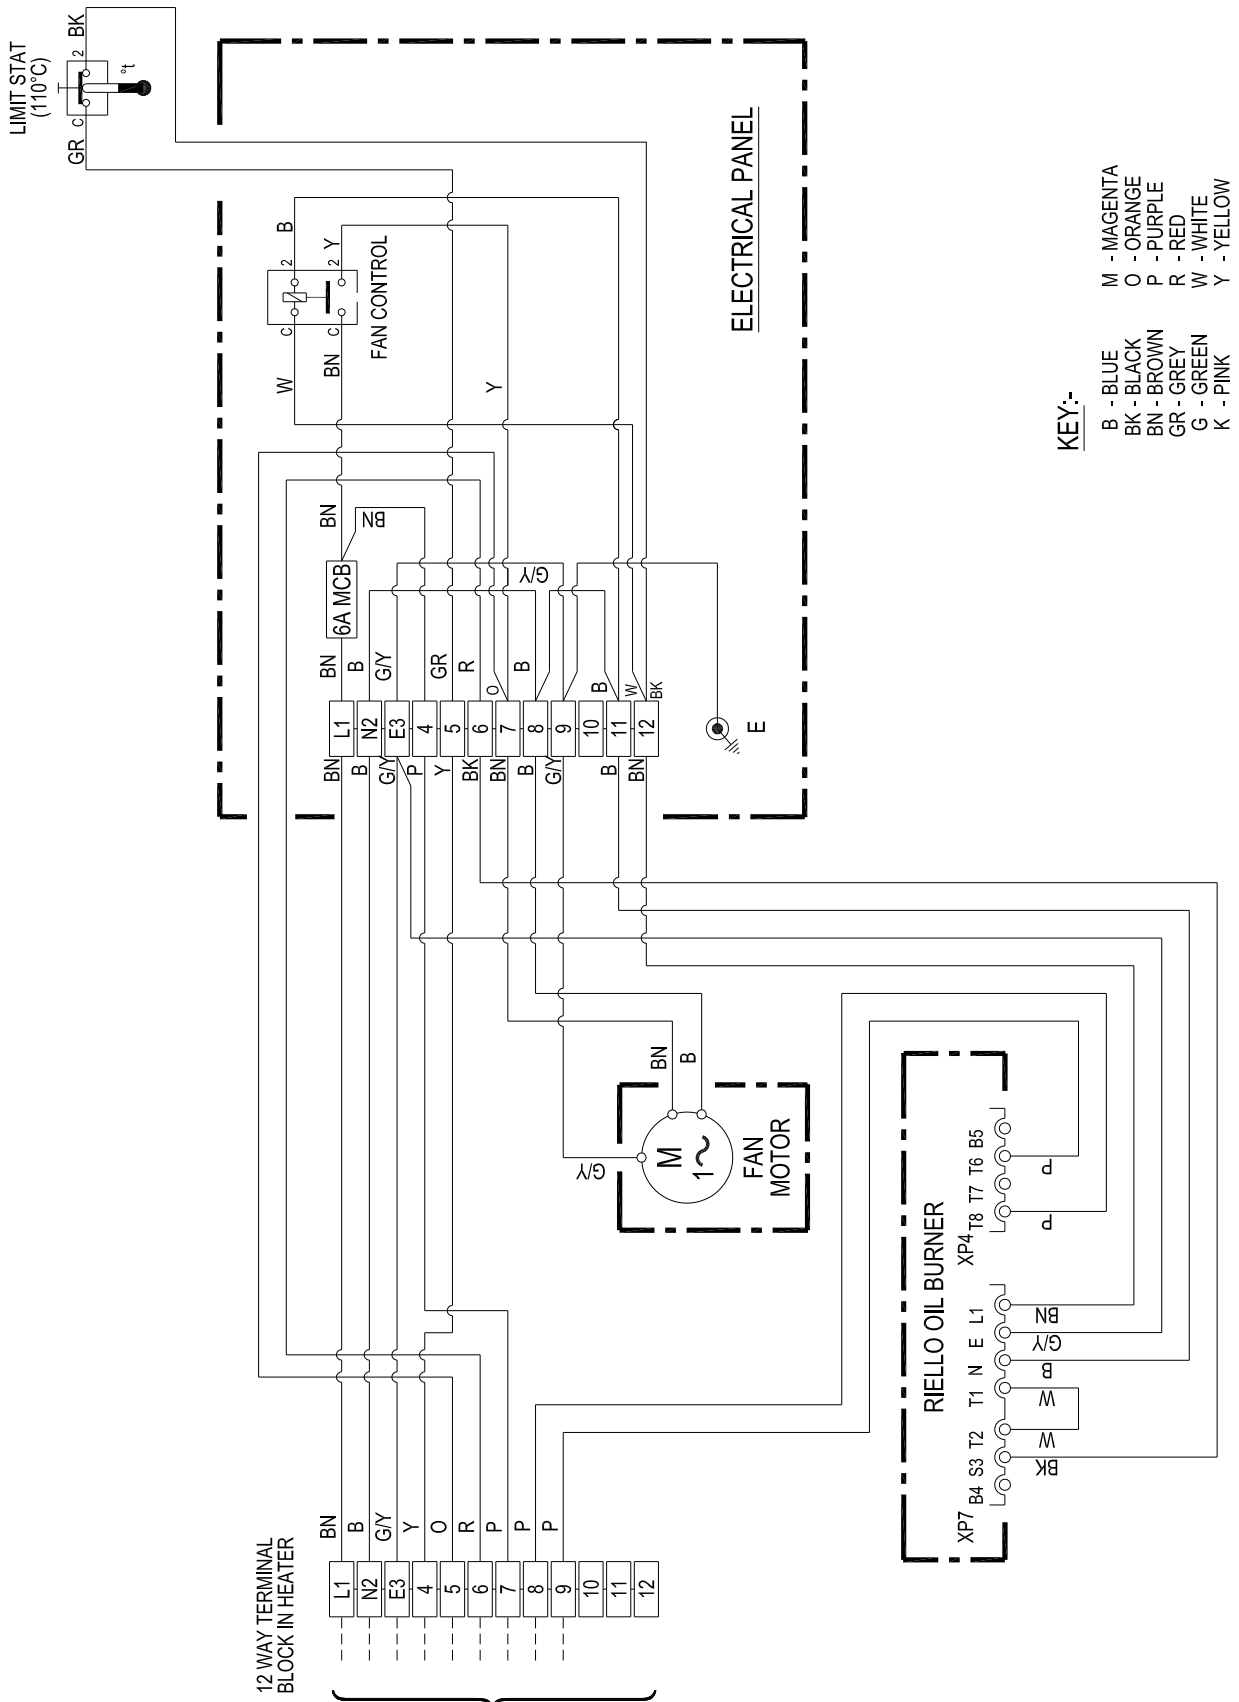 LIMIT STAT
(110°C)
GR
C
2
BK
°t
B
Y
2
2
C
C
FAN CONTROL
W
BN
Y
ELECTRICAL PANEL
BN
BN
6A MCB
G/Y
BN
B
G/Y
GR
R
O
B
B
W
BK
L1
N2
E3
4
5
6
7
8
9
10
11
12
E
BN
B
G/Y
P
Y
BK
BN
B
G/Y
B
BN
KEY:-
B - BLUE
BK - BLACK
BN - BROWN
GR - GREY
G - GREEN
K - PINK
M - MAGENTA
O - ORANGE
P - PURPLE
R - RED
W - WHITE
Y - YELLOW
BN
B
G/Y
M
1
FAN
MOTOR
RIELLO OIL BURNER
XP4
T8 T7 T6 B5
P
P
XP7
B4 S3 T2 T1 N E L1
BK
W
W
B
G/Y
BN
12 WAY TERMINAL
BLOCK IN HEATER
BN
B
G/Y
Y
O
R
P
P
P
L1
N2
E3
4
5
6
7
8
9
10
11
12